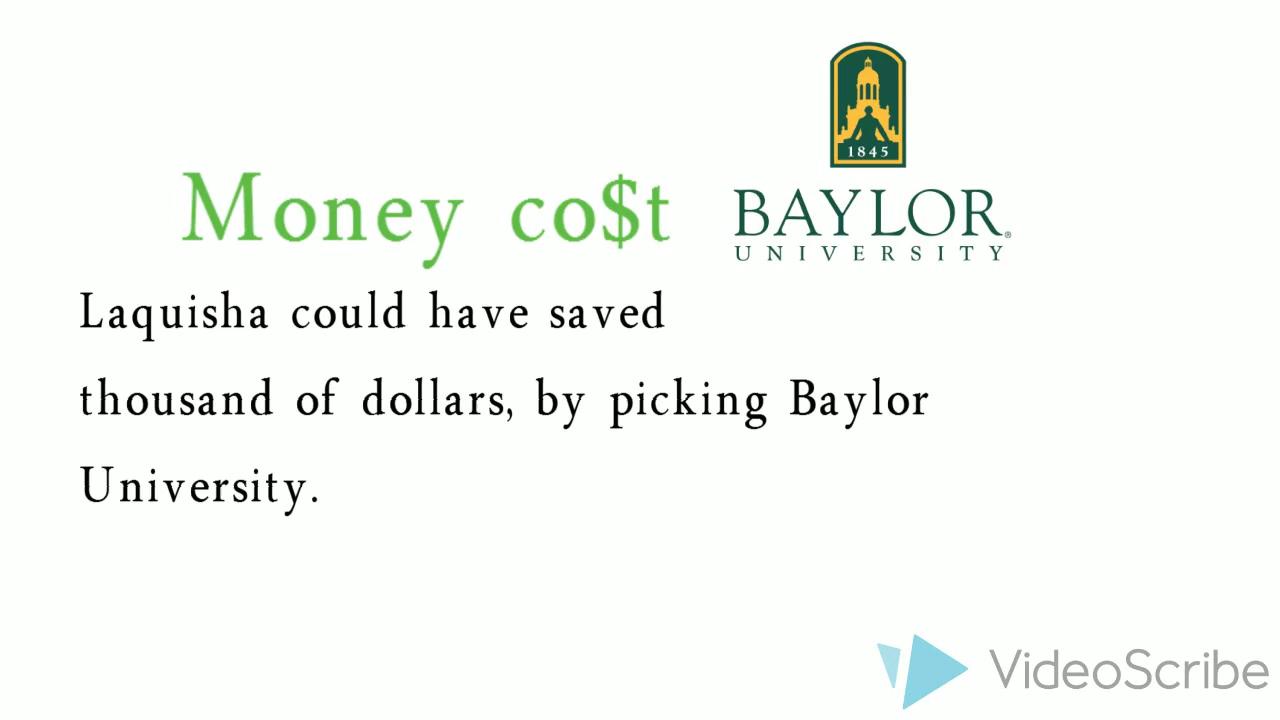 1845
Money co$t
BAYLOR®
UNIVERSITY
Laquisha could have saved
thousand of dollars, by picking Baylor
University.
VideoScribe